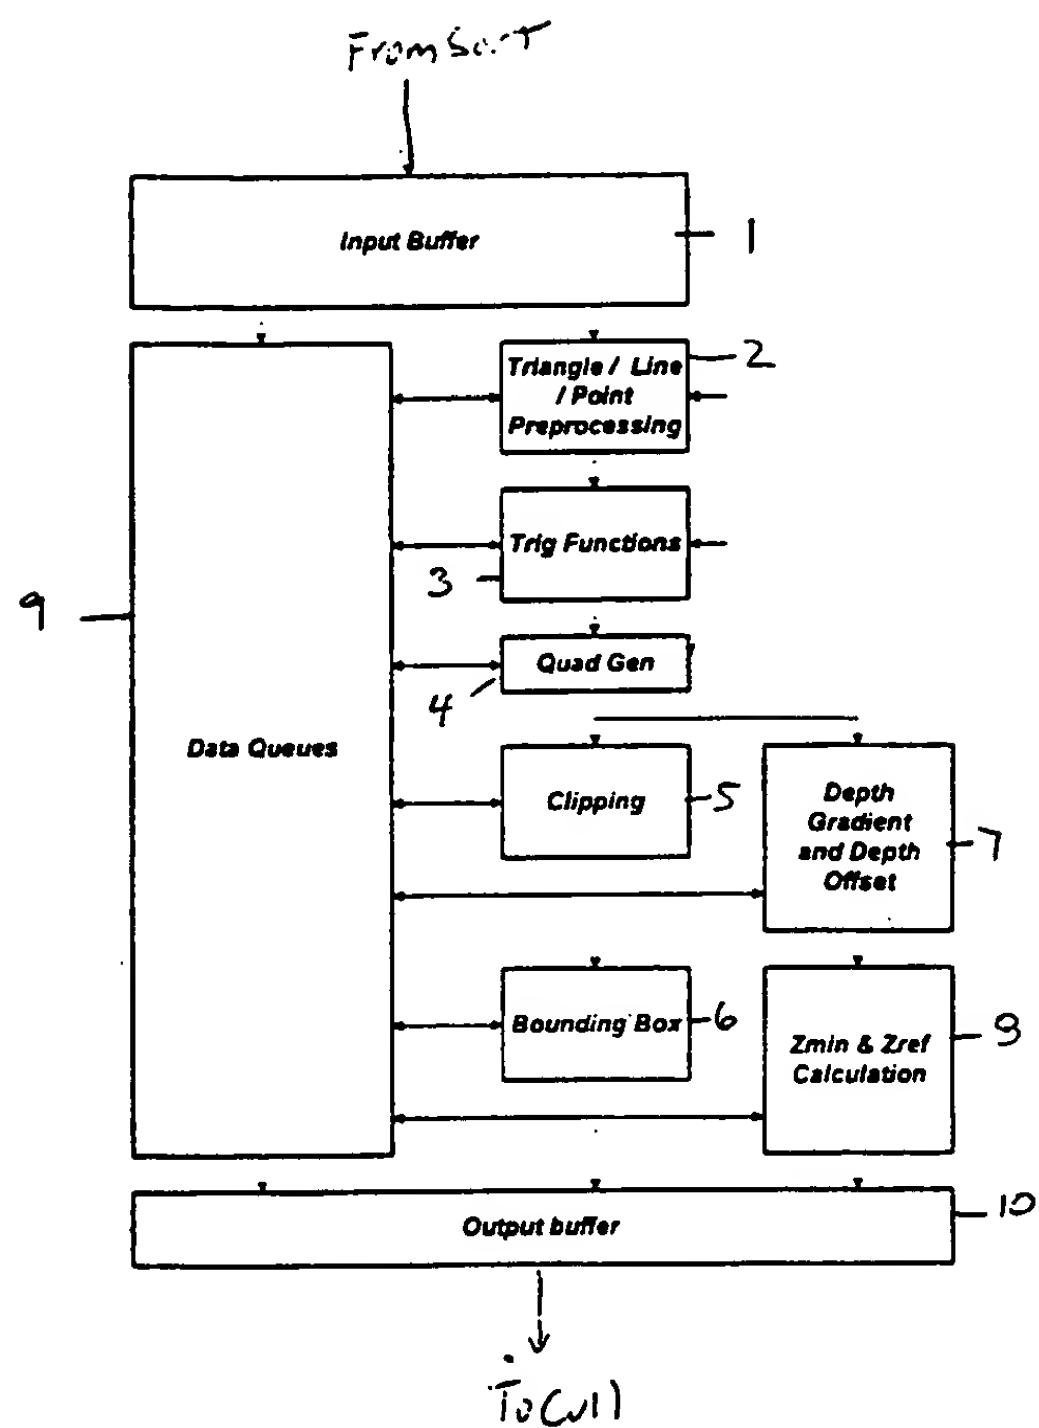 From Sort
Input Buffer
1
Triangle / Line
/ Point
Preprocessing
2
Trig Functions
3
9
Quad Gen
4
Data Queues
Clipping
5
Depth
Gradient
and Depth
Offset
7
Bounding Box
6
Zmin & Zref
Calculation
8
Output buffer
10
To Cull